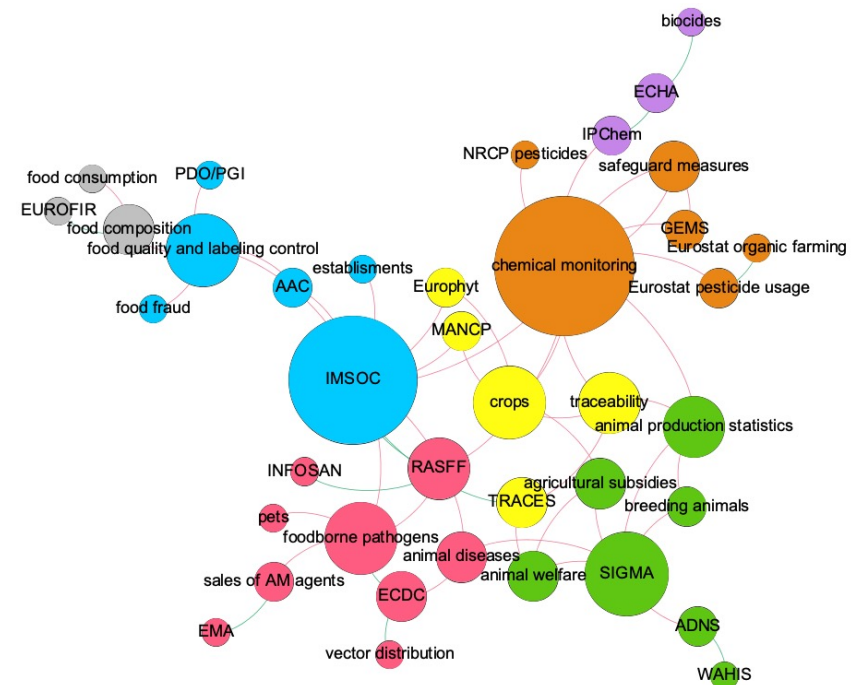 biocides
ECHA
IPChem
NRCP pesticides
safeguard measures
food consumption
PDO/PGI
EUROFIR
food composition
GEMS
food quality and labeling control
Eurostat organic farming
establisments
chemical monitoring
AAC
Europhyt
Eurostat pesticide usage
food fraud
MANCP
IMSOC
crops
traceability
animal production statistics
INFOSAN
RASFF
agricultural subsidies
TRACES
breeding animals
pets
foodborne pathogens
animal diseases
animal welfare
SIGMA
sales of AM agents
ECDC
EMA
ADNS
vector distribution
WAHIS